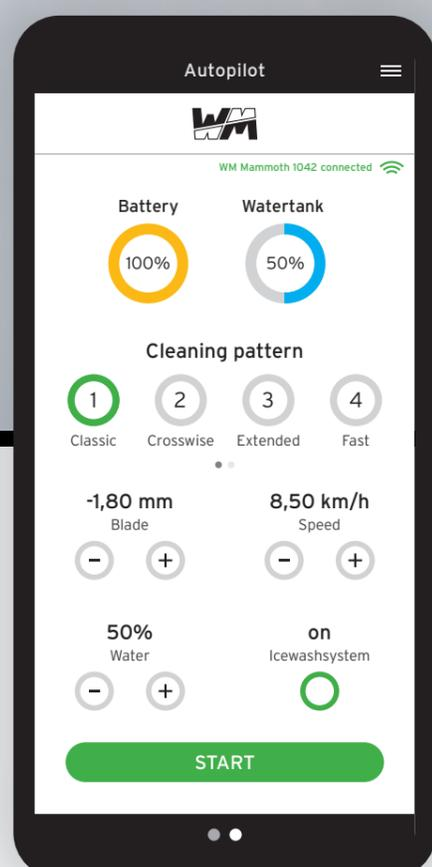 Autopilot
WM
WM Mammoth 1042 connected
Battery Watertank
100% 50%
Cleaning pattern
1 2 3 4
Classic Crosswise Extended Fast
-1,80 mm 8,50 km/h
Blade Speed
- + - +
50% on
Water Icewashsystem
- +
START